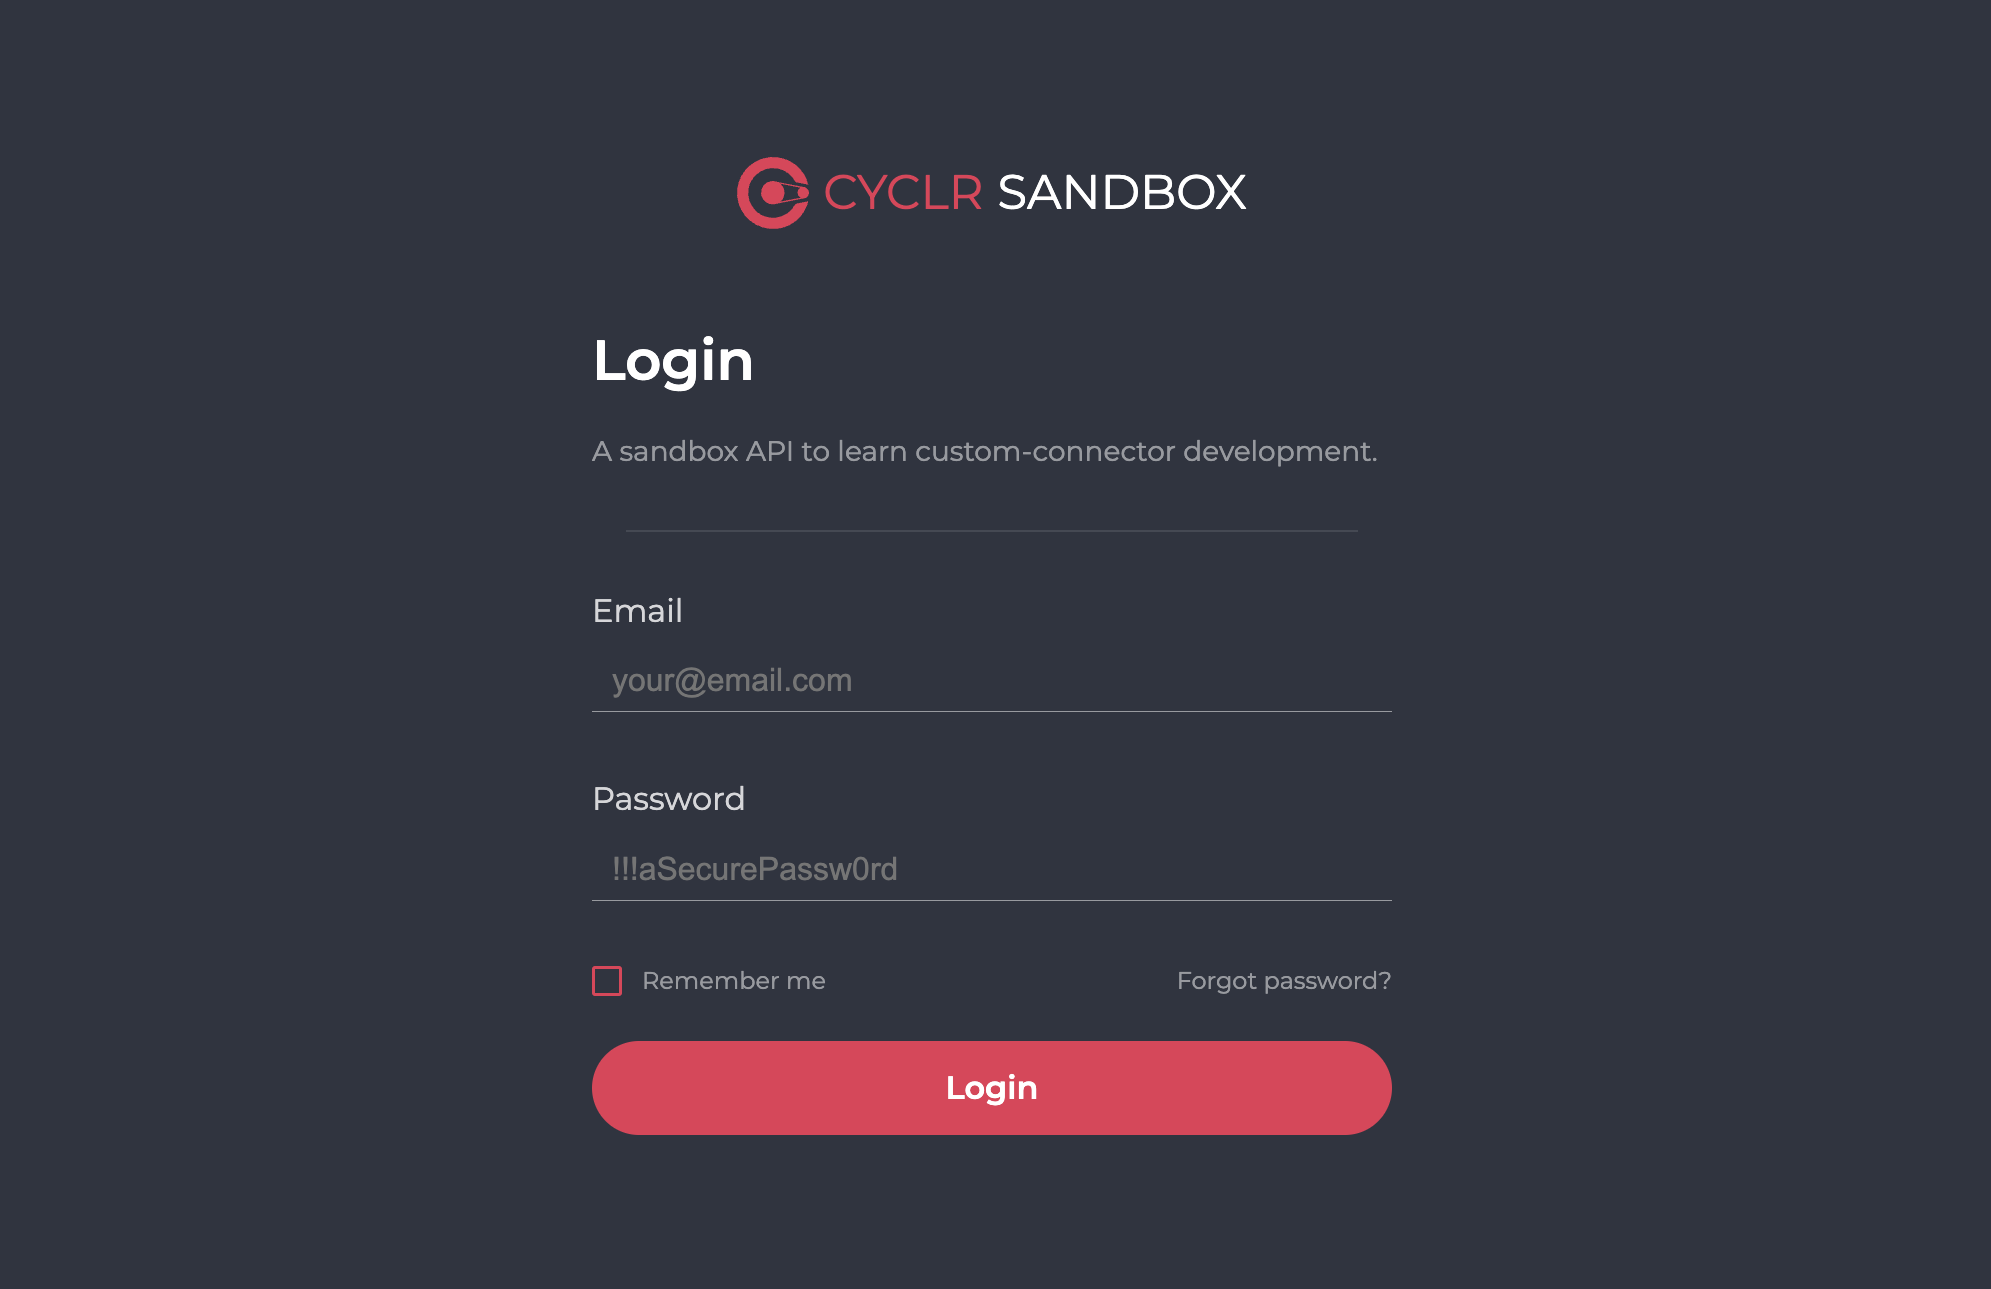 CYCLR SANDBOX
Login
A sandbox API to learn custom-connector development.
Email
your@email.com
Password
!!!aSecurePassw0rd
Remember me
Forgot password?
Login